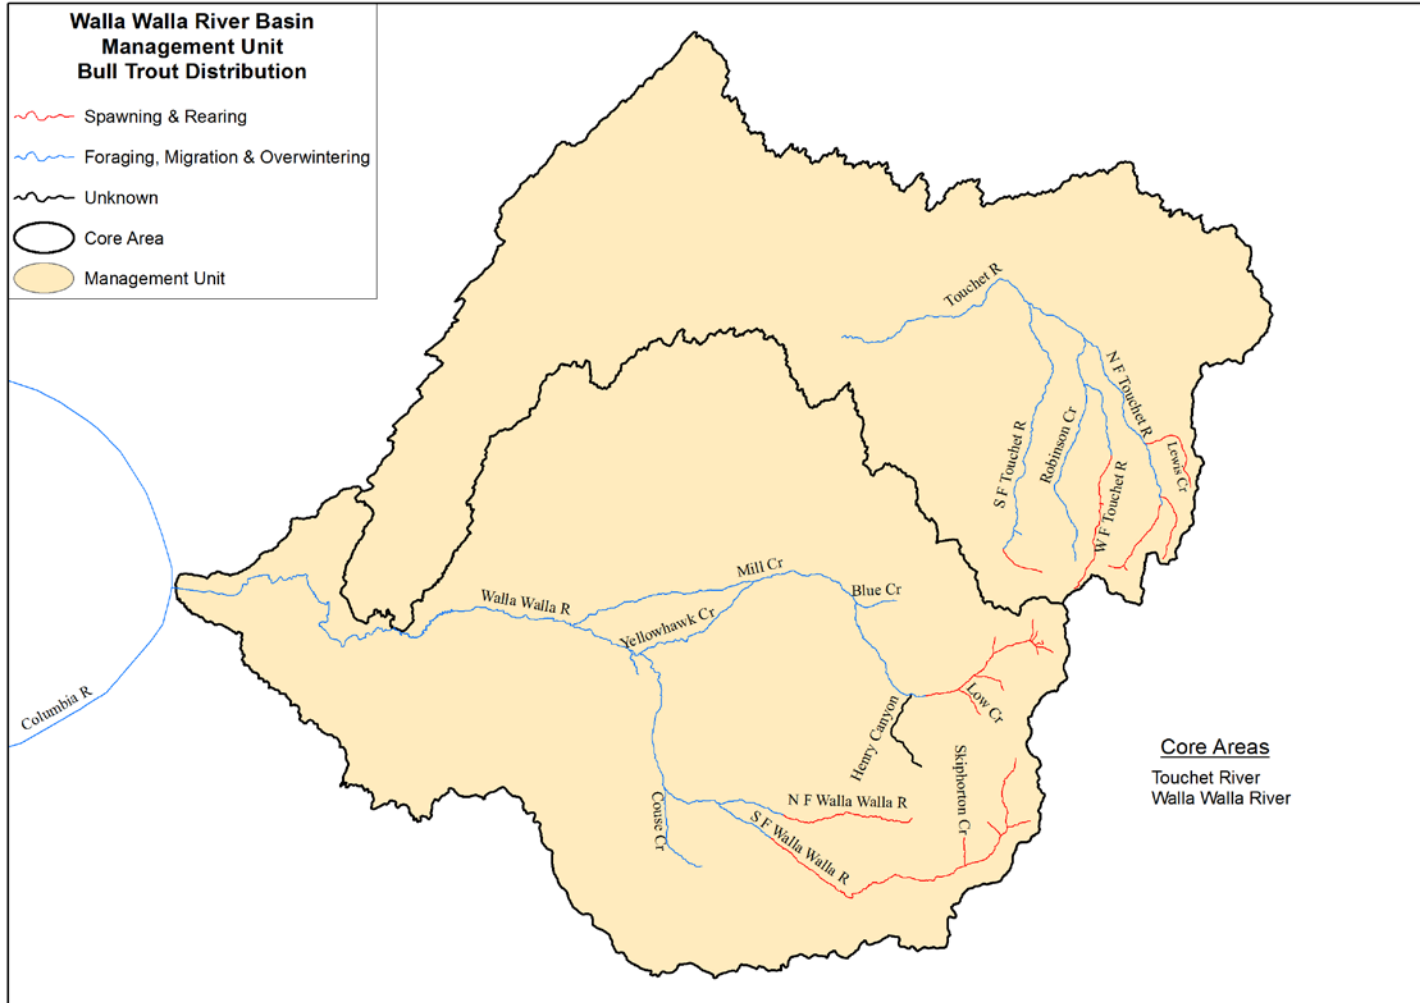 Walla Walla River Basin
Management Unit
Bull Trout Distribution
Spawning & Rearing
Foraging, Migration & Overwintering
Unknown
Core Area
Management Unit
Touchet R
N F Touchet R
S F Touchet R
Robinson Cr
W F Touchet R
Lewis Cr
Mill Cr
Blue Cr
Walla Walla R
Yellowhawk Cr
Columbia R
Low Cr
Henry Canyon
Skiphorton Cr
Couse Cr
N F Walla Walla R
S F Walla Walla R
Core Areas
Touchet River
Walla Walla River